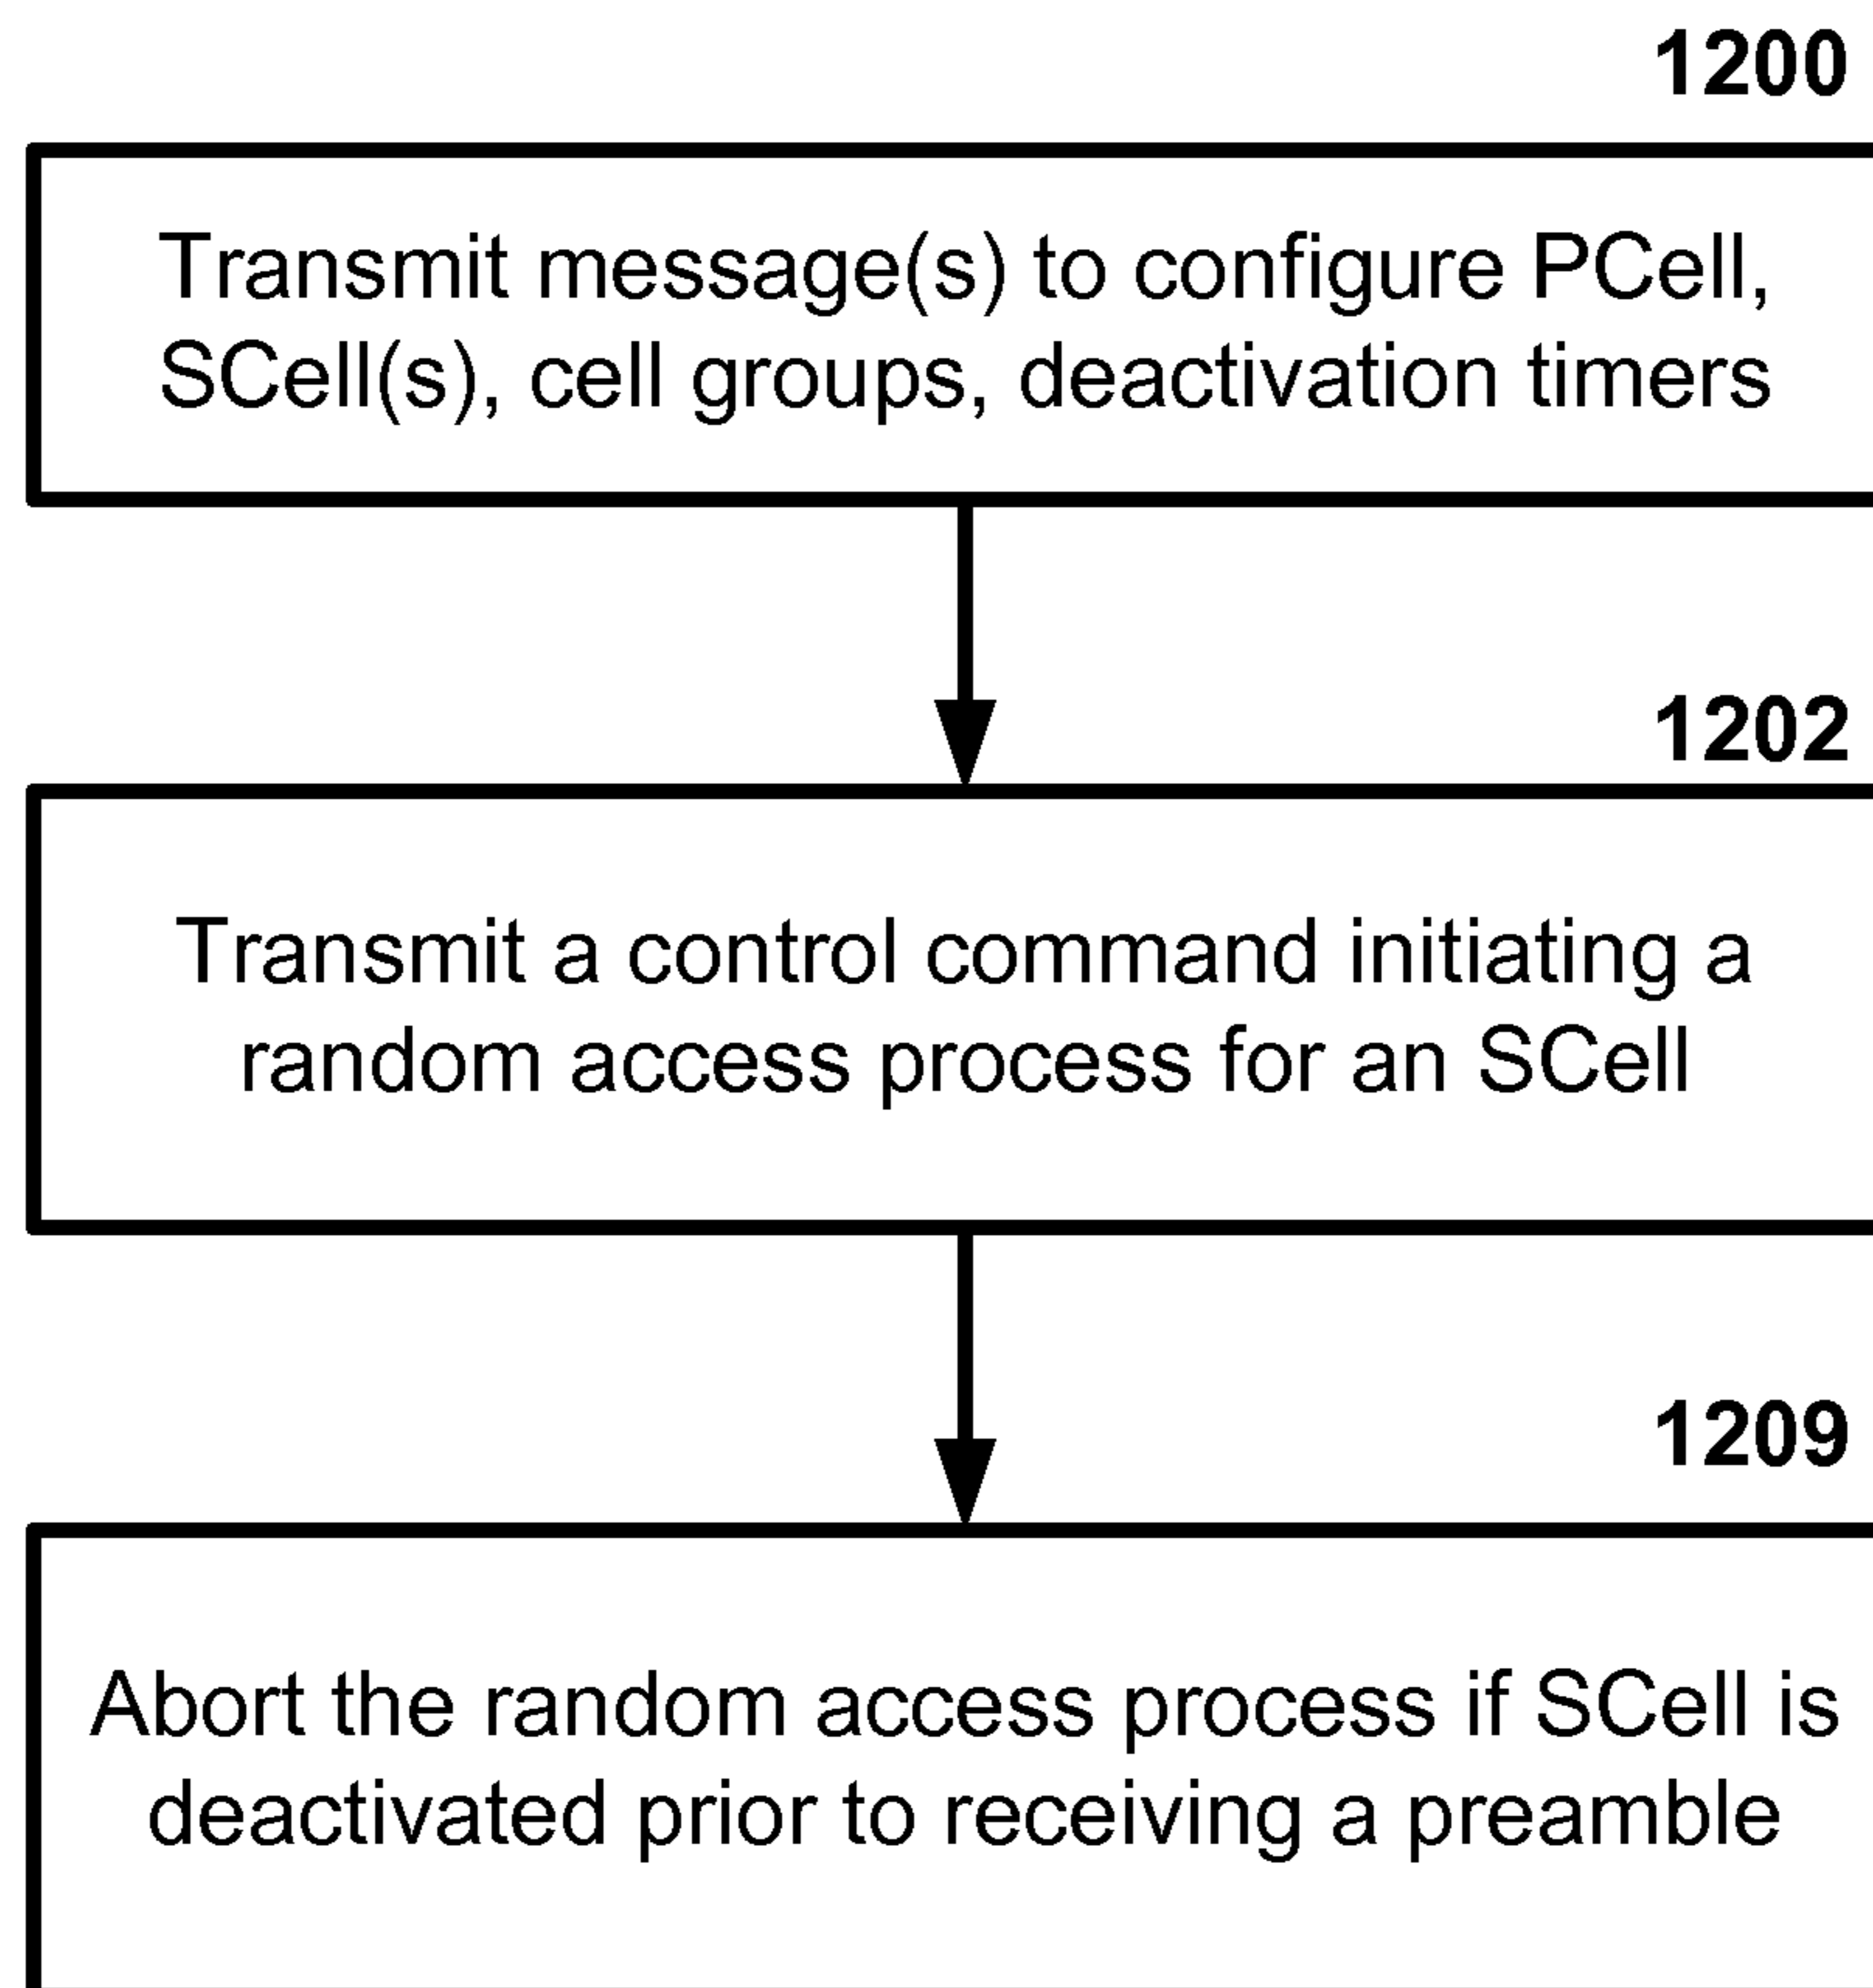 1200
Transmit message(s) to configure PCell,
SCell(s), cell groups, deactivation timers
1202
Transmit a control command initiating a
random access process for an SCell
1209
Abort the random access process if SCell is
deactivated prior to receiving a preamble